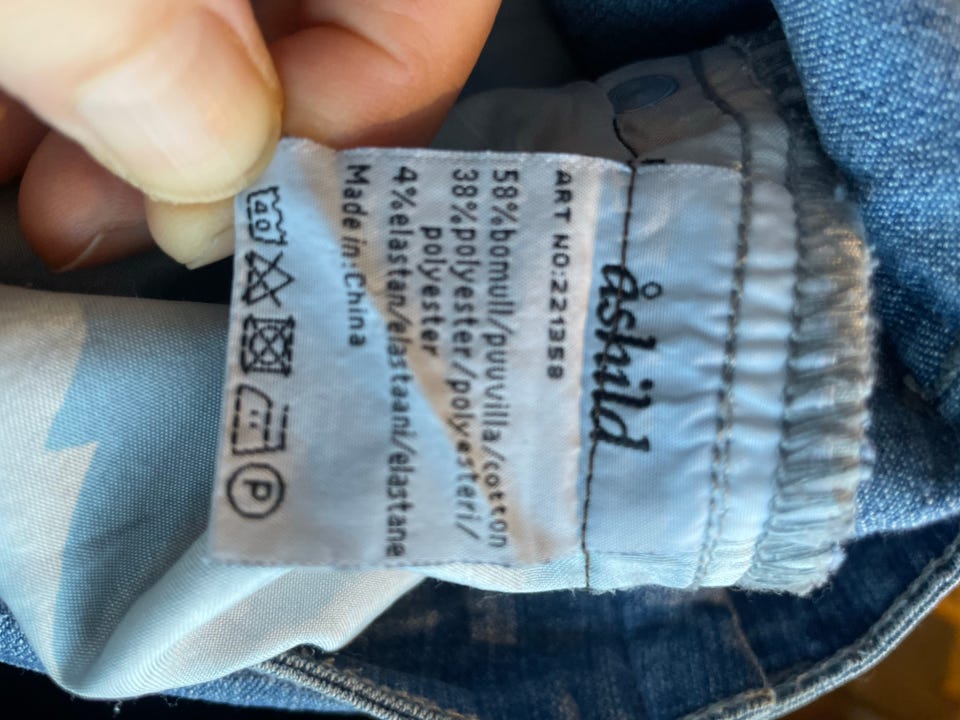 åshild
ART NO:221358
58%bomull/puuvilla/cotton
38%polyester/polyesteri/
polyester
4%elastan/elastaani/elastane
Made in:China
40
P